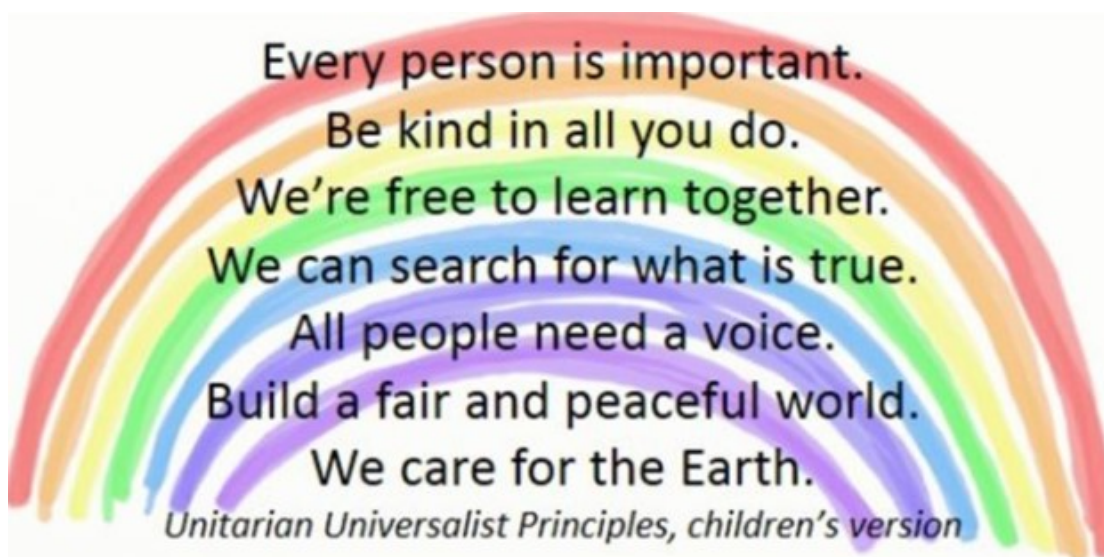 Every person is important.
Be kind in all you do.
We’re free to learn together.
We can search for what is true.
All people need a voice.
Build a fair and peaceful world.
We care for the Earth.
Unitarian Universalist Principles, children’s version